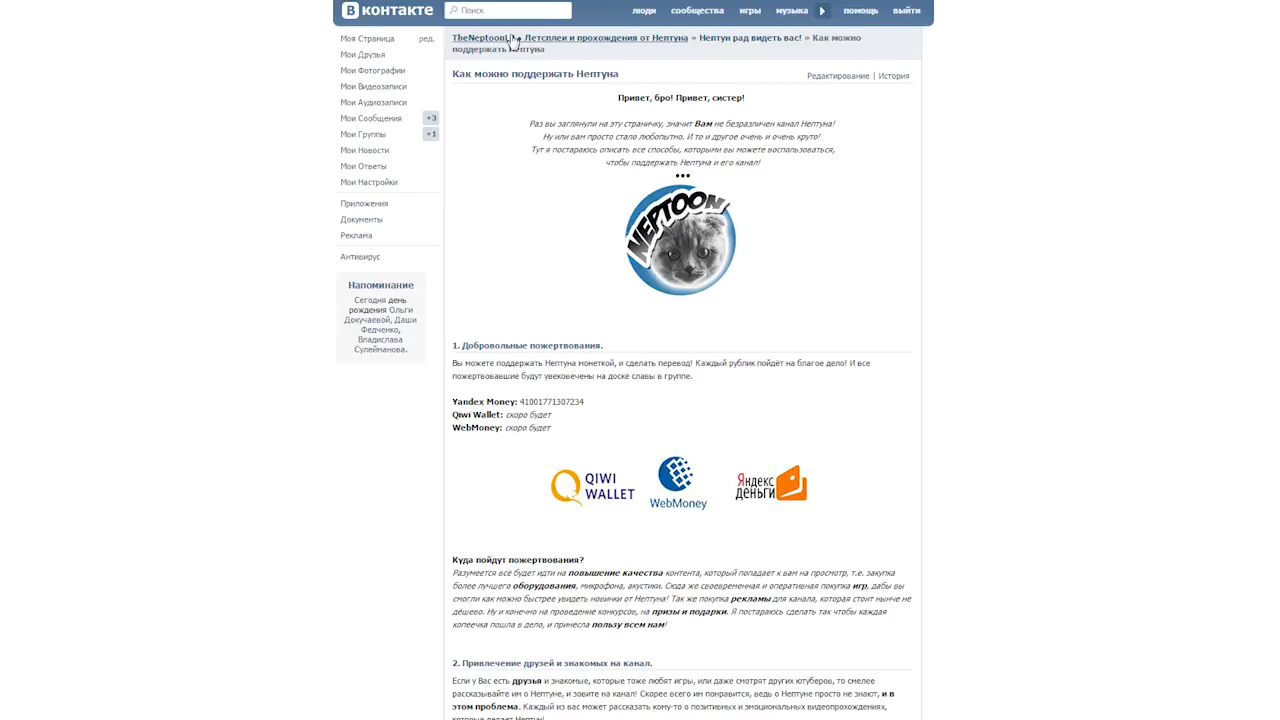 В контакте
Поиск
люди сообщества игры музыка помощь выйти
Моя Страница ред.
Мои Друзья
Мои Фотографии
Мои Видеозаписи
Мои Аудиозаписи
Мои Сообщения +3
Мои Группы +1
Мои Новости
Мои Ответы
Мои Настройки
Приложения
Документы
Реклама
Антивирус
Напоминание
Сегодня день
рождения Ольги
Докучаевой, Даши
Федченко,
Владислава
Сулейманова.
Летсплеи и прохождения от Нептуна » Нептун рад видеть вас! » Как можно
поддержать Нептуна
Как можно поддержать Нептуна
Редактирование | История
Привет, бро! Привет, систер!
Раз вы заглянули на эту страничку, значит Вам не безразличен канал Нептуна!
Ну или вам просто стало любопытно. И то и другое очень и очень круто!
Тут я постараюсь описать все способы, которыми вы можете воспользоваться,
чтобы поддержать Нептуна и его канал!
•••
NEPTOON
1. Добровольные пожертвования.
Вы можете поддержать Нептуна монеткой, и сделать перевод! Каждый рублик пойдёт на благое дело! И все
пожертвовавшие будут увековечены на доске славы в группе.
Yandex Money: 41001771307234
Qiwi Wallet: скоро будет
WebMoney: скоро будет
QIWI
WALLET
WebMoney
Яндекс
деньги
Куда пойдут пожертвования?
Разумеется всё будет идти на повышение качества контента, который попадает к вам на просмотр, т.е. закупка
более лучшего оборудования, микрофона, акустики. Сюда же своевременная и оперативная покупка игр, дабы вы
смогли как можно быстрее увидеть новинки от Нептуна! Так же покупка рекламы для канала, которая стоит нынче не
дёшево. Ну и конечно на проведение конкурсов, на призы и подарки. Я постараюсь сделать так чтобы каждая
копеечка пошла в дело, и принесла пользу всем нам!
2. Привлечение друзей и знакомых на канал.
Если у Вас есть друзья и знакомые, которые тоже любят игры, или даже смотрят других ютуберов, то смелее
рассказывайте им о Нептуне, и зовите на канал! Скорее всего им понравится, ведь о Нептуне просто не знают, и в
этом проблема. Каждый из вас может рассказать кому-то о позитивных и эмоциональных видеопрохождениях,
которые делает Нептун!